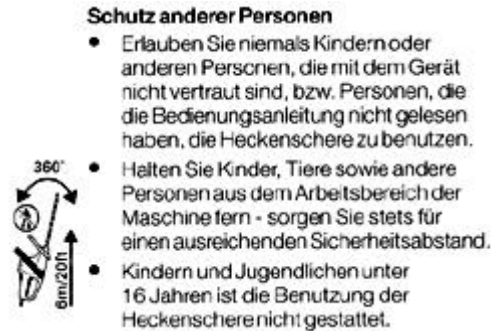 Schutz anderer Personen
• Erlauben Sie niemals Kindern oder
anderen Personen, die mit dem Gerät
nicht vertraut sind, bzw. Personen, die
die Bedienungsanleitung nicht gelesen
haben, die Heckenschere zu benutzen.
360°
• Halten Sie Kinder, Tiere sowie andere
Personen aus dem Arbeitsbereich der
Maschine fern - sorgen Sie stets für
einen ausreichenden Sicherheitsabstand.
6m/20ft
• Kindern und Jugendlichen unter
16 Jahren ist die Benutzung der
Heckenschere nicht gestattet.